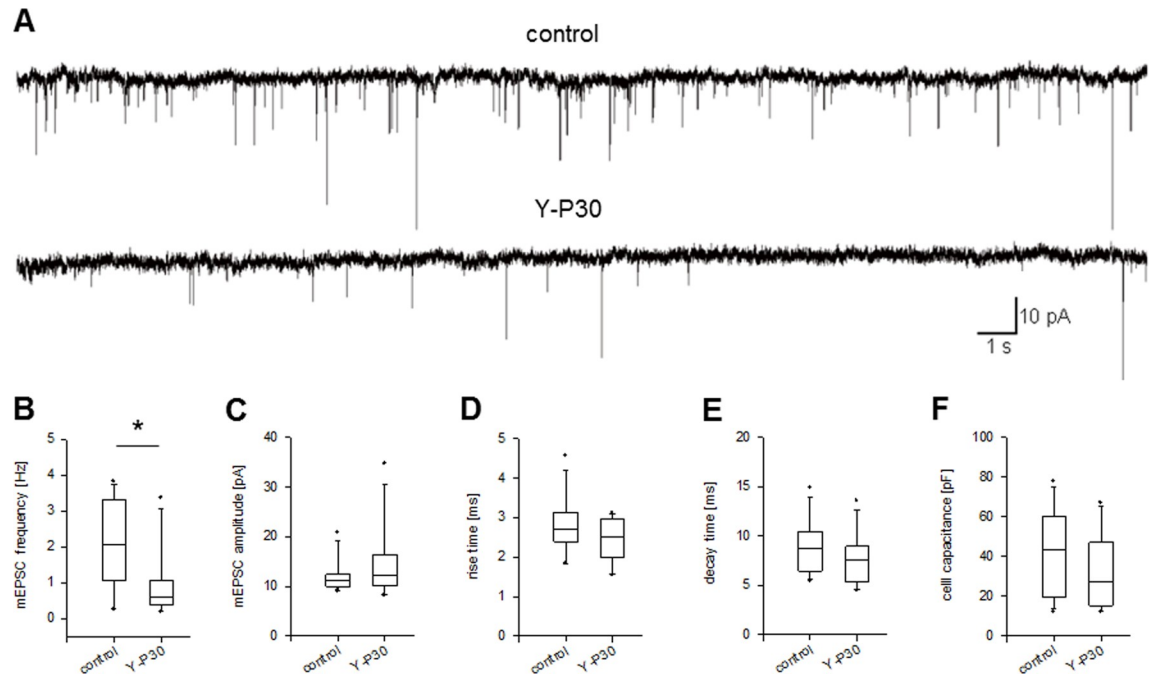 A
control
Y-P30
10 pA
1 s
B
*
mEPSC frequency [Hz]
5
4
3
2
1
0
control
Y-P30
C
mEPSC amplitude [pA]
40
30
20
10
0
control
Y-P30
D
rise time [ms]
5
4
3
2
1
0
control
Y-P30
E
decay time [ms]
20
15
10
5
0
control
Y-P30
F
celll capacitance [pF]
100
80
60
40
20
0
control
Y-P30